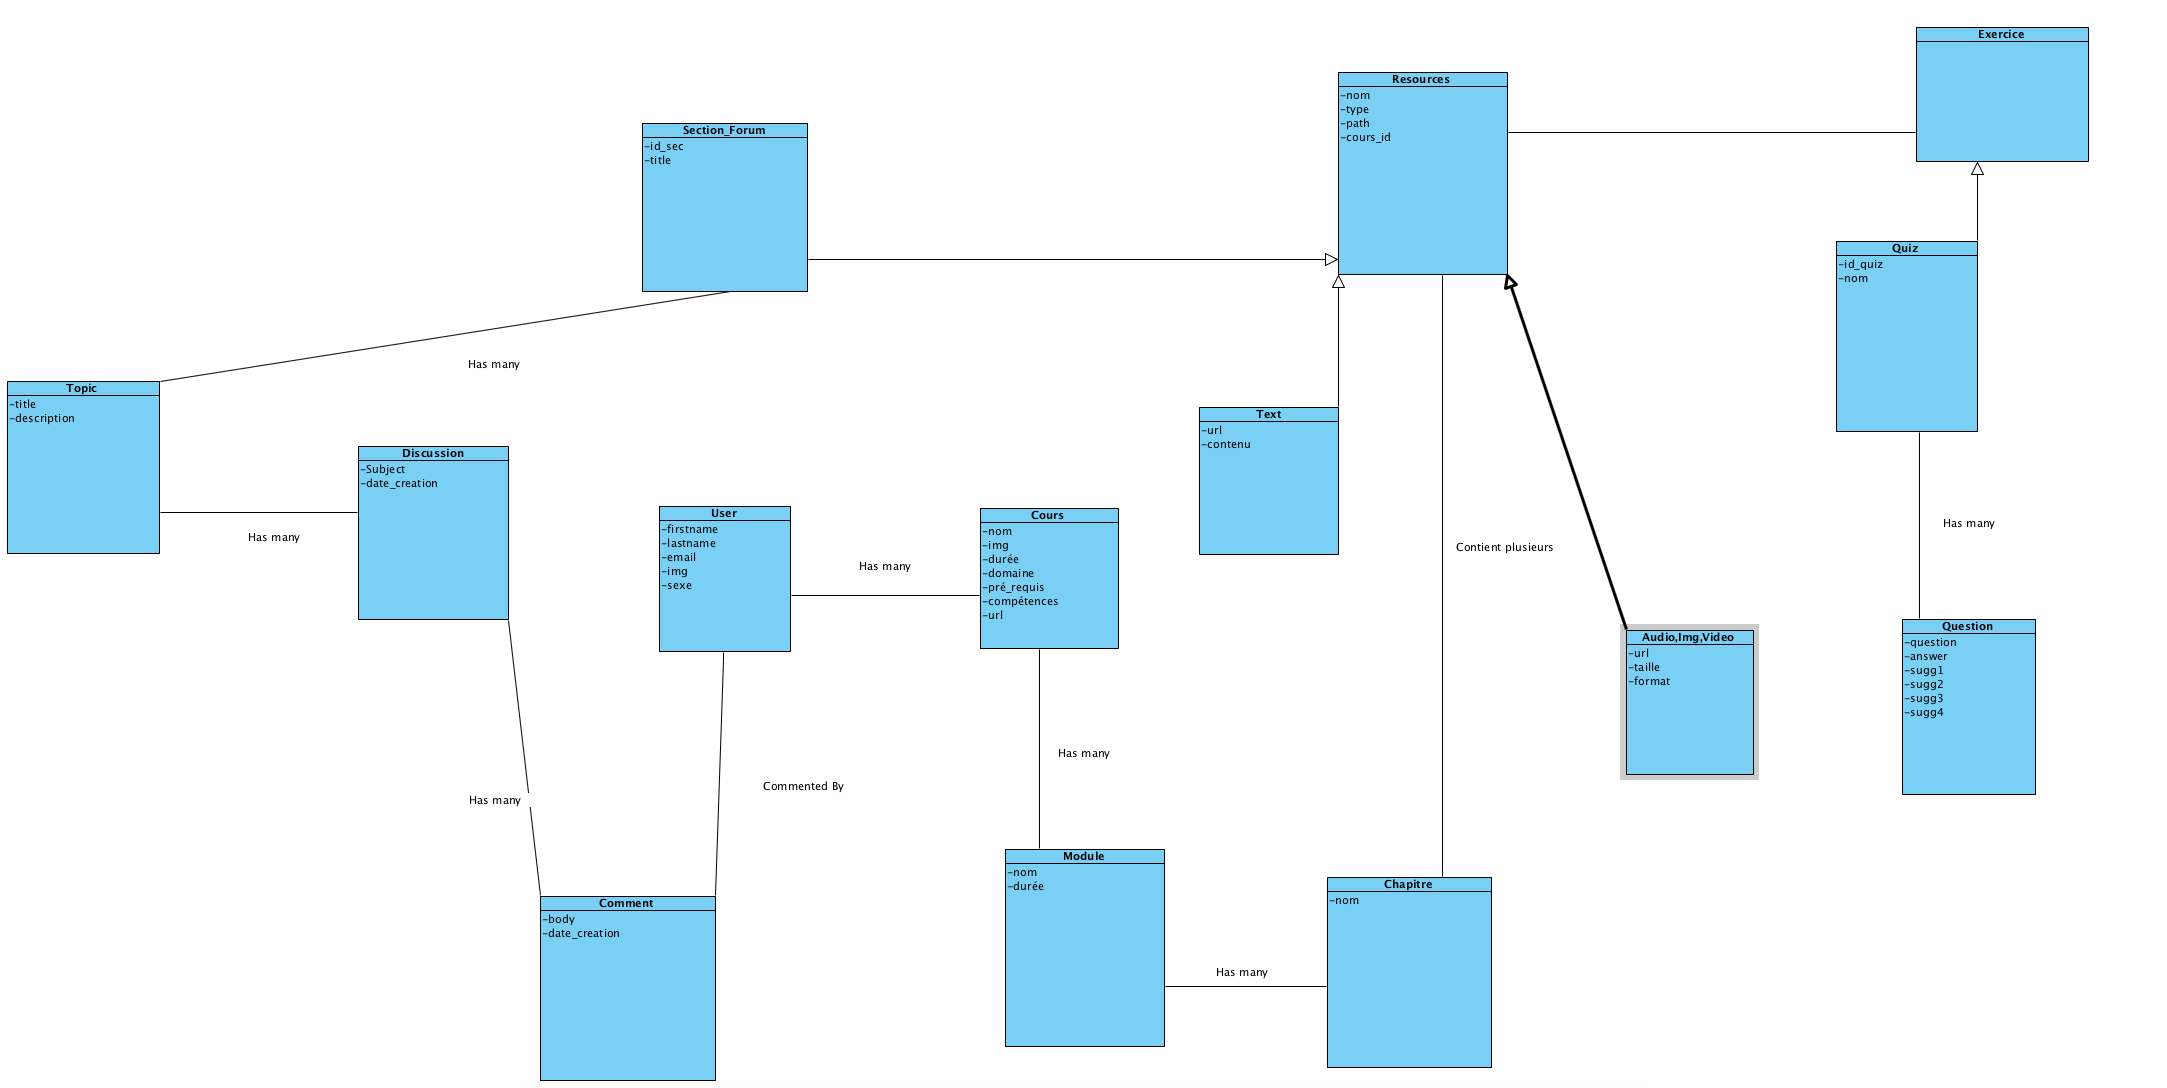 Exercice
Resources
-nom
-type
-path
-cours_id
Section_Forum
-id_sec
-title
Quiz
-id_quiz
-nom
Has many
Topic
-title
-description
Text
-url
-contenu
Discussion
-Subject
-date_creation
Has many
User
-firstname
-lastname
-email
-img
-sexe
Has many
Cours
-nom
-img
-durée
-domaine
-pré_requis
-compétences
-url
Contient plusieurs
Has many
Audio,Img,Video
-url
-taille
-format
Question
-question
-answer
-sugg1
-sugg2
-sugg3
-sugg4
Has many
Commented By
Has many
Module
-nom
-durée
Chapitre
-nom
Comment
-body
-date_creation
Has many